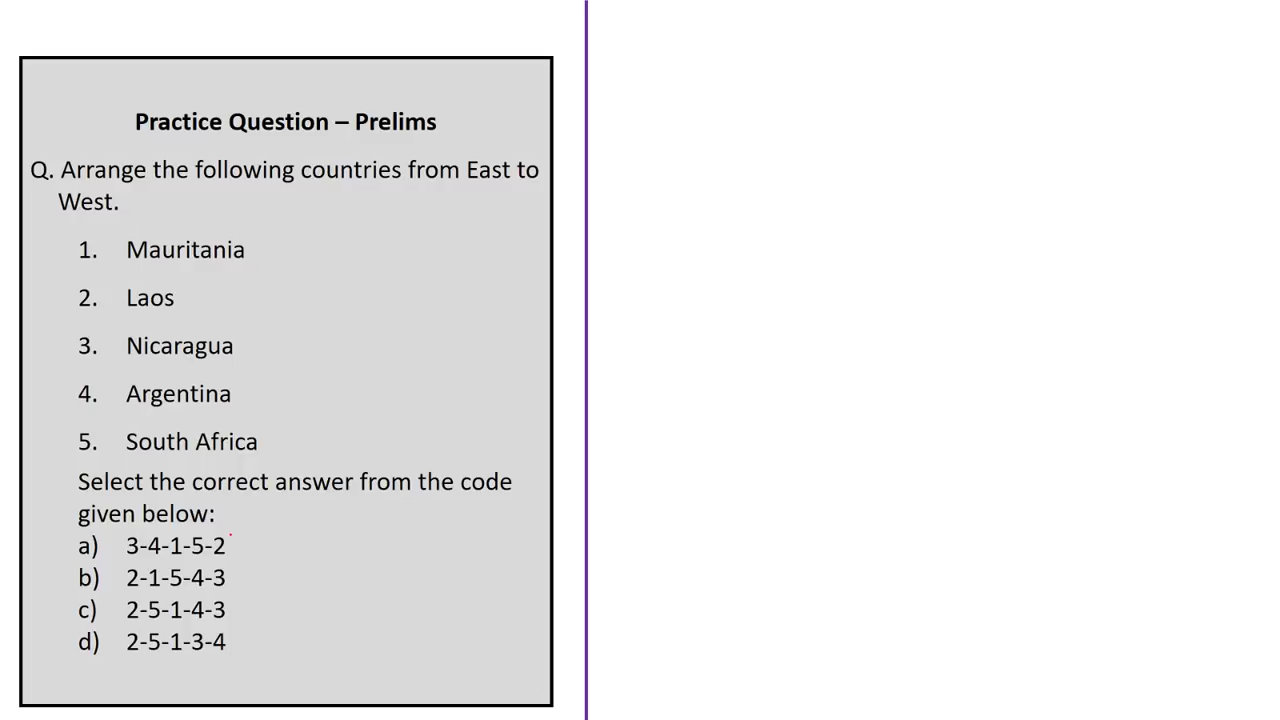 Practice Question – Prelims
Q. Arrange the following countries from East to
West.
1. Mauritania
2. Laos
3. Nicaragua
4. Argentina
5. South Africa
Select the correct answer from the code
given below:
a) 3-4-1-5-2
b) 2-1-5-4-3
c) 2-5-1-4-3
d) 2-5-1-3-4